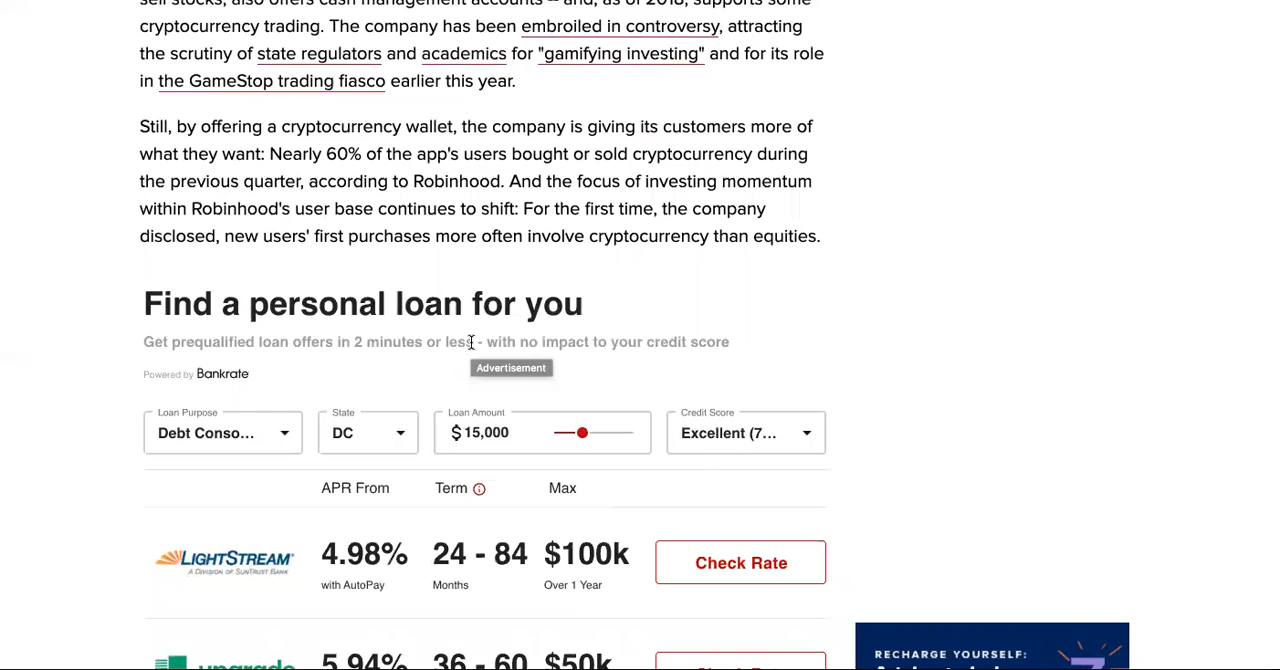 sell stocks, also offers cash management accounts -- and, as of 2018, supports some
cryptocurrency trading. The company has been embroiled in controversy, attracting
the scrutiny of state regulators and academics for "gamifying investing" and for its role
in the GameStop trading fiasco earlier this year.
Still, by offering a cryptocurrency wallet, the company is giving its customers more of
what they want: Nearly 60% of the app's users bought or sold cryptocurrency during
the previous quarter, according to Robinhood. And the focus of investing momentum
within Robinhood's user base continues to shift: For the first time, the company
disclosed, new users' first purchases more often involve cryptocurrency than equities.
Find a personal loan for you
Get prequalified loan offers in 2 minutes or less - with no impact to your credit score
Advertisement
Powered by Bankrate
Loan Purpose State Loan Amount Credit Score
Debt Conso... DC $ 15,000 Excellent (7...
APR From Term Max
LIGHTSTREAM 4.98% 24 - 84 $100k Check Rate
A DIVISION OF SUNTRUST BANK with AutoPay Months Over 1 Year
upgrade 5.94% 36 - 60 $50k Check Rate
RECHARGE YOURSELF: